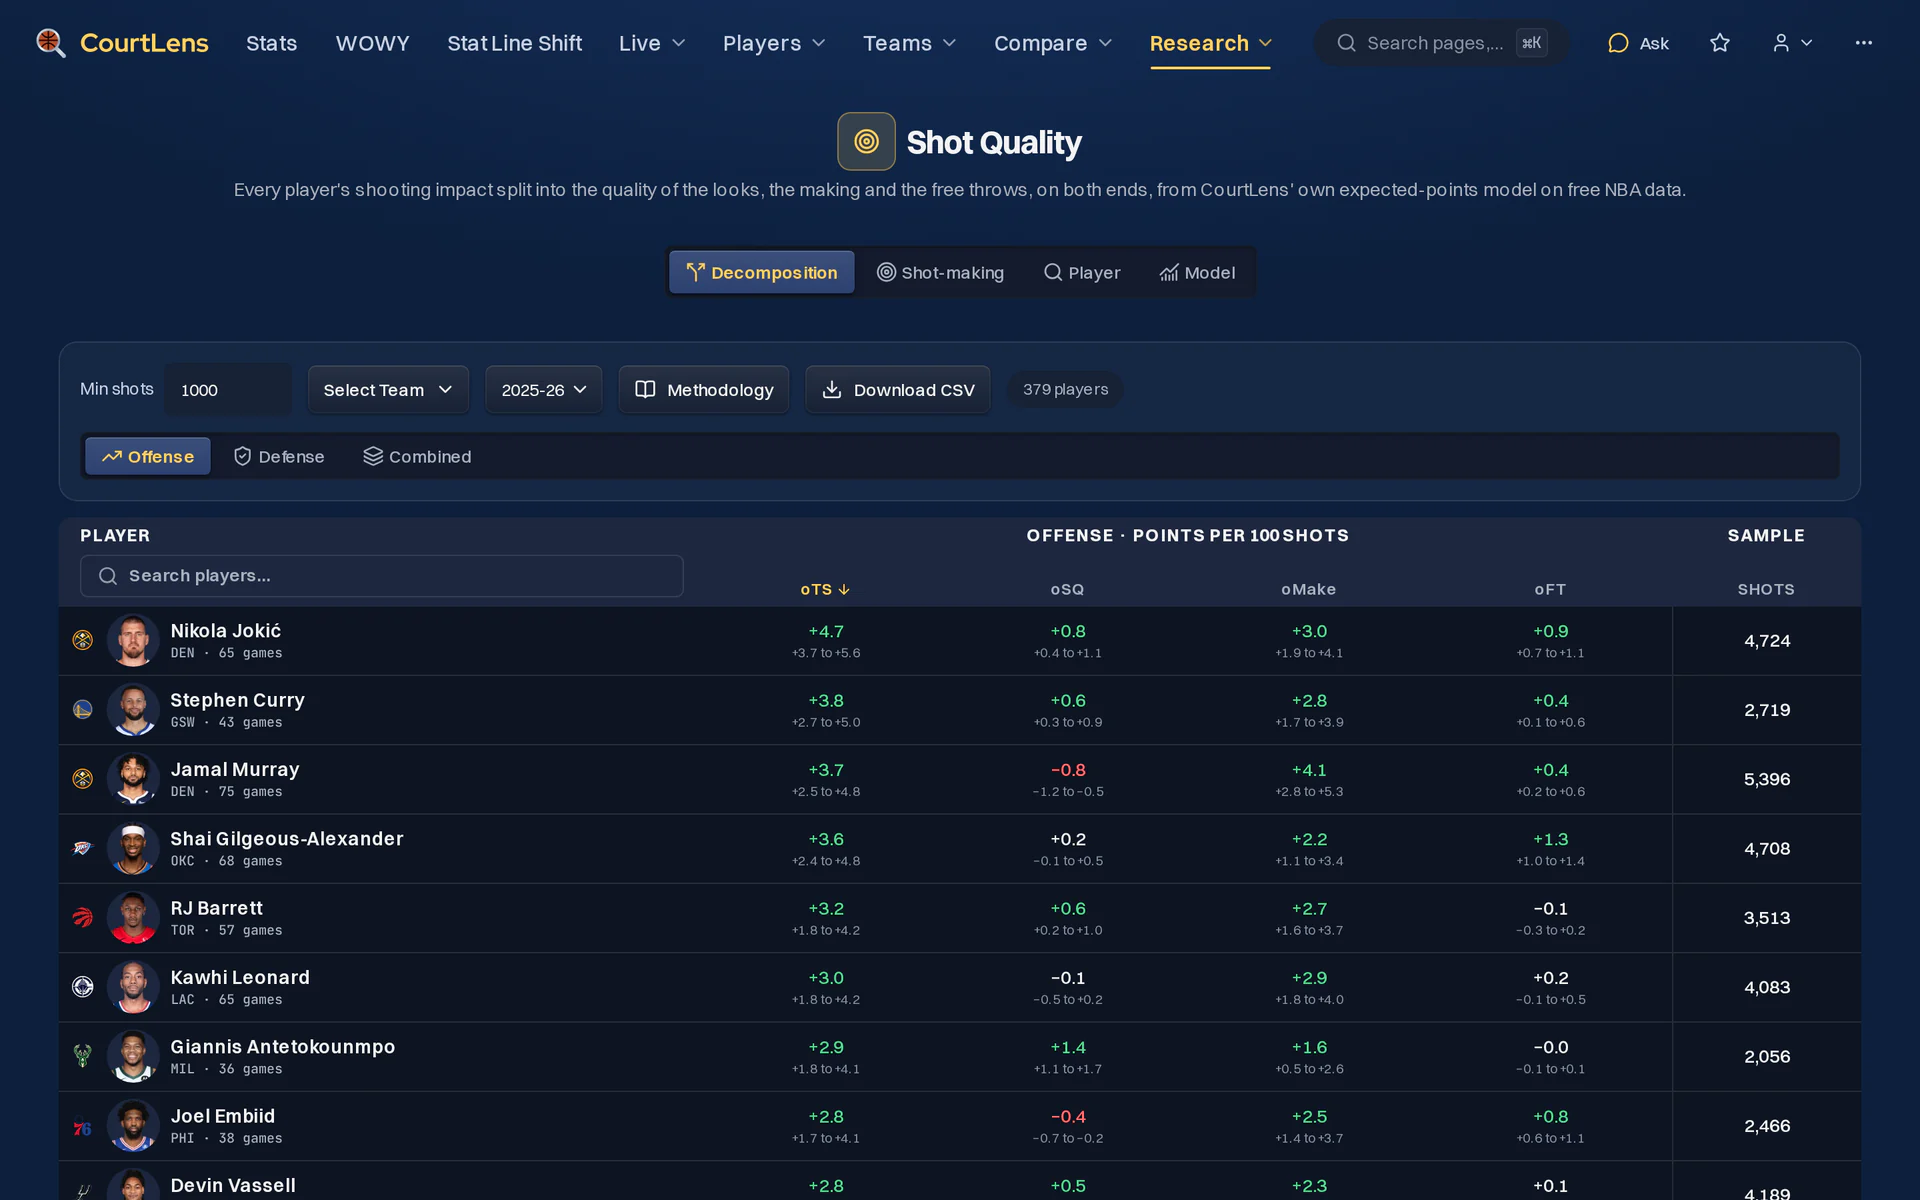 CourtLens Stats WOWY Stat Line Shift Live Players Teams Compare Research Search pages,... ⌘K Ask
Shot Quality
Every player's shooting impact split into the quality of the looks, the making and the free throws, on both ends, from CourtLens' own expected-points model on free NBA data.
Decomposition Shot-making Player Model
Min shots 1000 Select Team 2025-26 Methodology Download CSV 379 players
Offense Defense Combined
PLAYER OFFENSE · POINTS PER 100 SHOTS SAMPLE
Search players...
oTS ↓ oSQ oMake oFT SHOTS
Nikola Jokić +4.7 +0.8 +3.0 +0.9 4,724
DEN · 65 games +3.7 to +5.6 +0.4 to +1.1 +1.9 to +4.1 +0.7 to +1.1
Stephen Curry +3.8 +0.6 +2.8 +0.4 2,719
GSW · 43 games +2.7 to +5.0 +0.3 to +0.9 +1.7 to +3.9 +0.1 to +0.6
Jamal Murray +3.7 −0.8 +4.1 +0.4 5,396
DEN · 75 games +2.5 to +4.8 −1.2 to −0.5 +2.8 to +5.3 +0.2 to +0.6
Shai Gilgeous-Alexander +3.6 +0.2 +2.2 +1.3 4,708
OKC · 68 games +2.4 to +4.8 −0.1 to +0.5 +1.1 to +3.4 +1.0 to +1.4
RJ Barrett +3.2 +0.6 +2.7 −0.1 3,513
TOR · 57 games +1.8 to +4.2 +0.2 to +1.0 +1.6 to +3.7 −0.3 to +0.2
Kawhi Leonard +3.0 −0.1 +2.9 +0.2 4,083
LAC · 65 games +1.8 to +4.2 −0.5 to +0.2 +1.8 to +4.0 −0.1 to +0.5
Giannis Antetokounmpo +2.9 +1.4 +1.6 −0.0 2,056
MIL · 36 games +1.8 to +4.1 +1.1 to +1.7 +0.5 to +2.6 −0.1 to +0.1
Joel Embiid +2.8 −0.4 +2.5 +0.8 2,466
PHI · 38 games +1.7 to +4.1 −0.7 to −0.2 +1.4 to +3.7 +0.6 to +1.1
Devin Vassell +2.8 +0.5 +2.3 +0.1 4,189